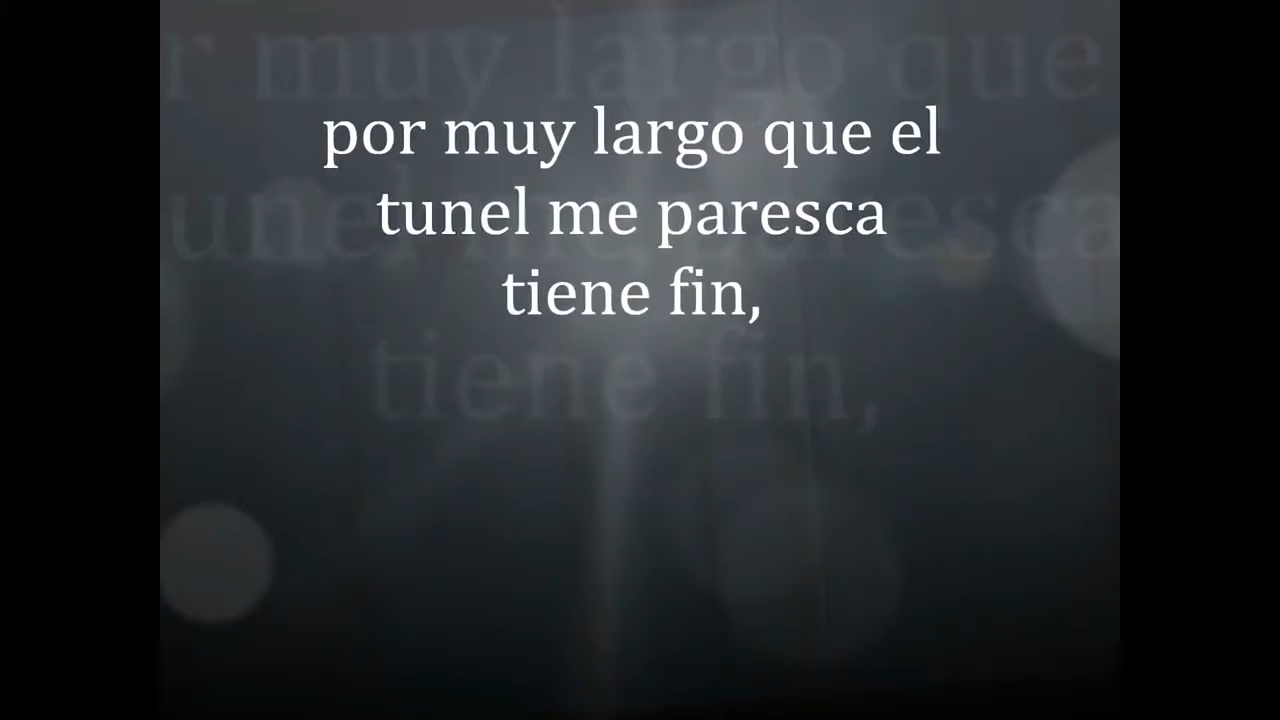 por muy largo que el
tunel me paresca
tiene fin,